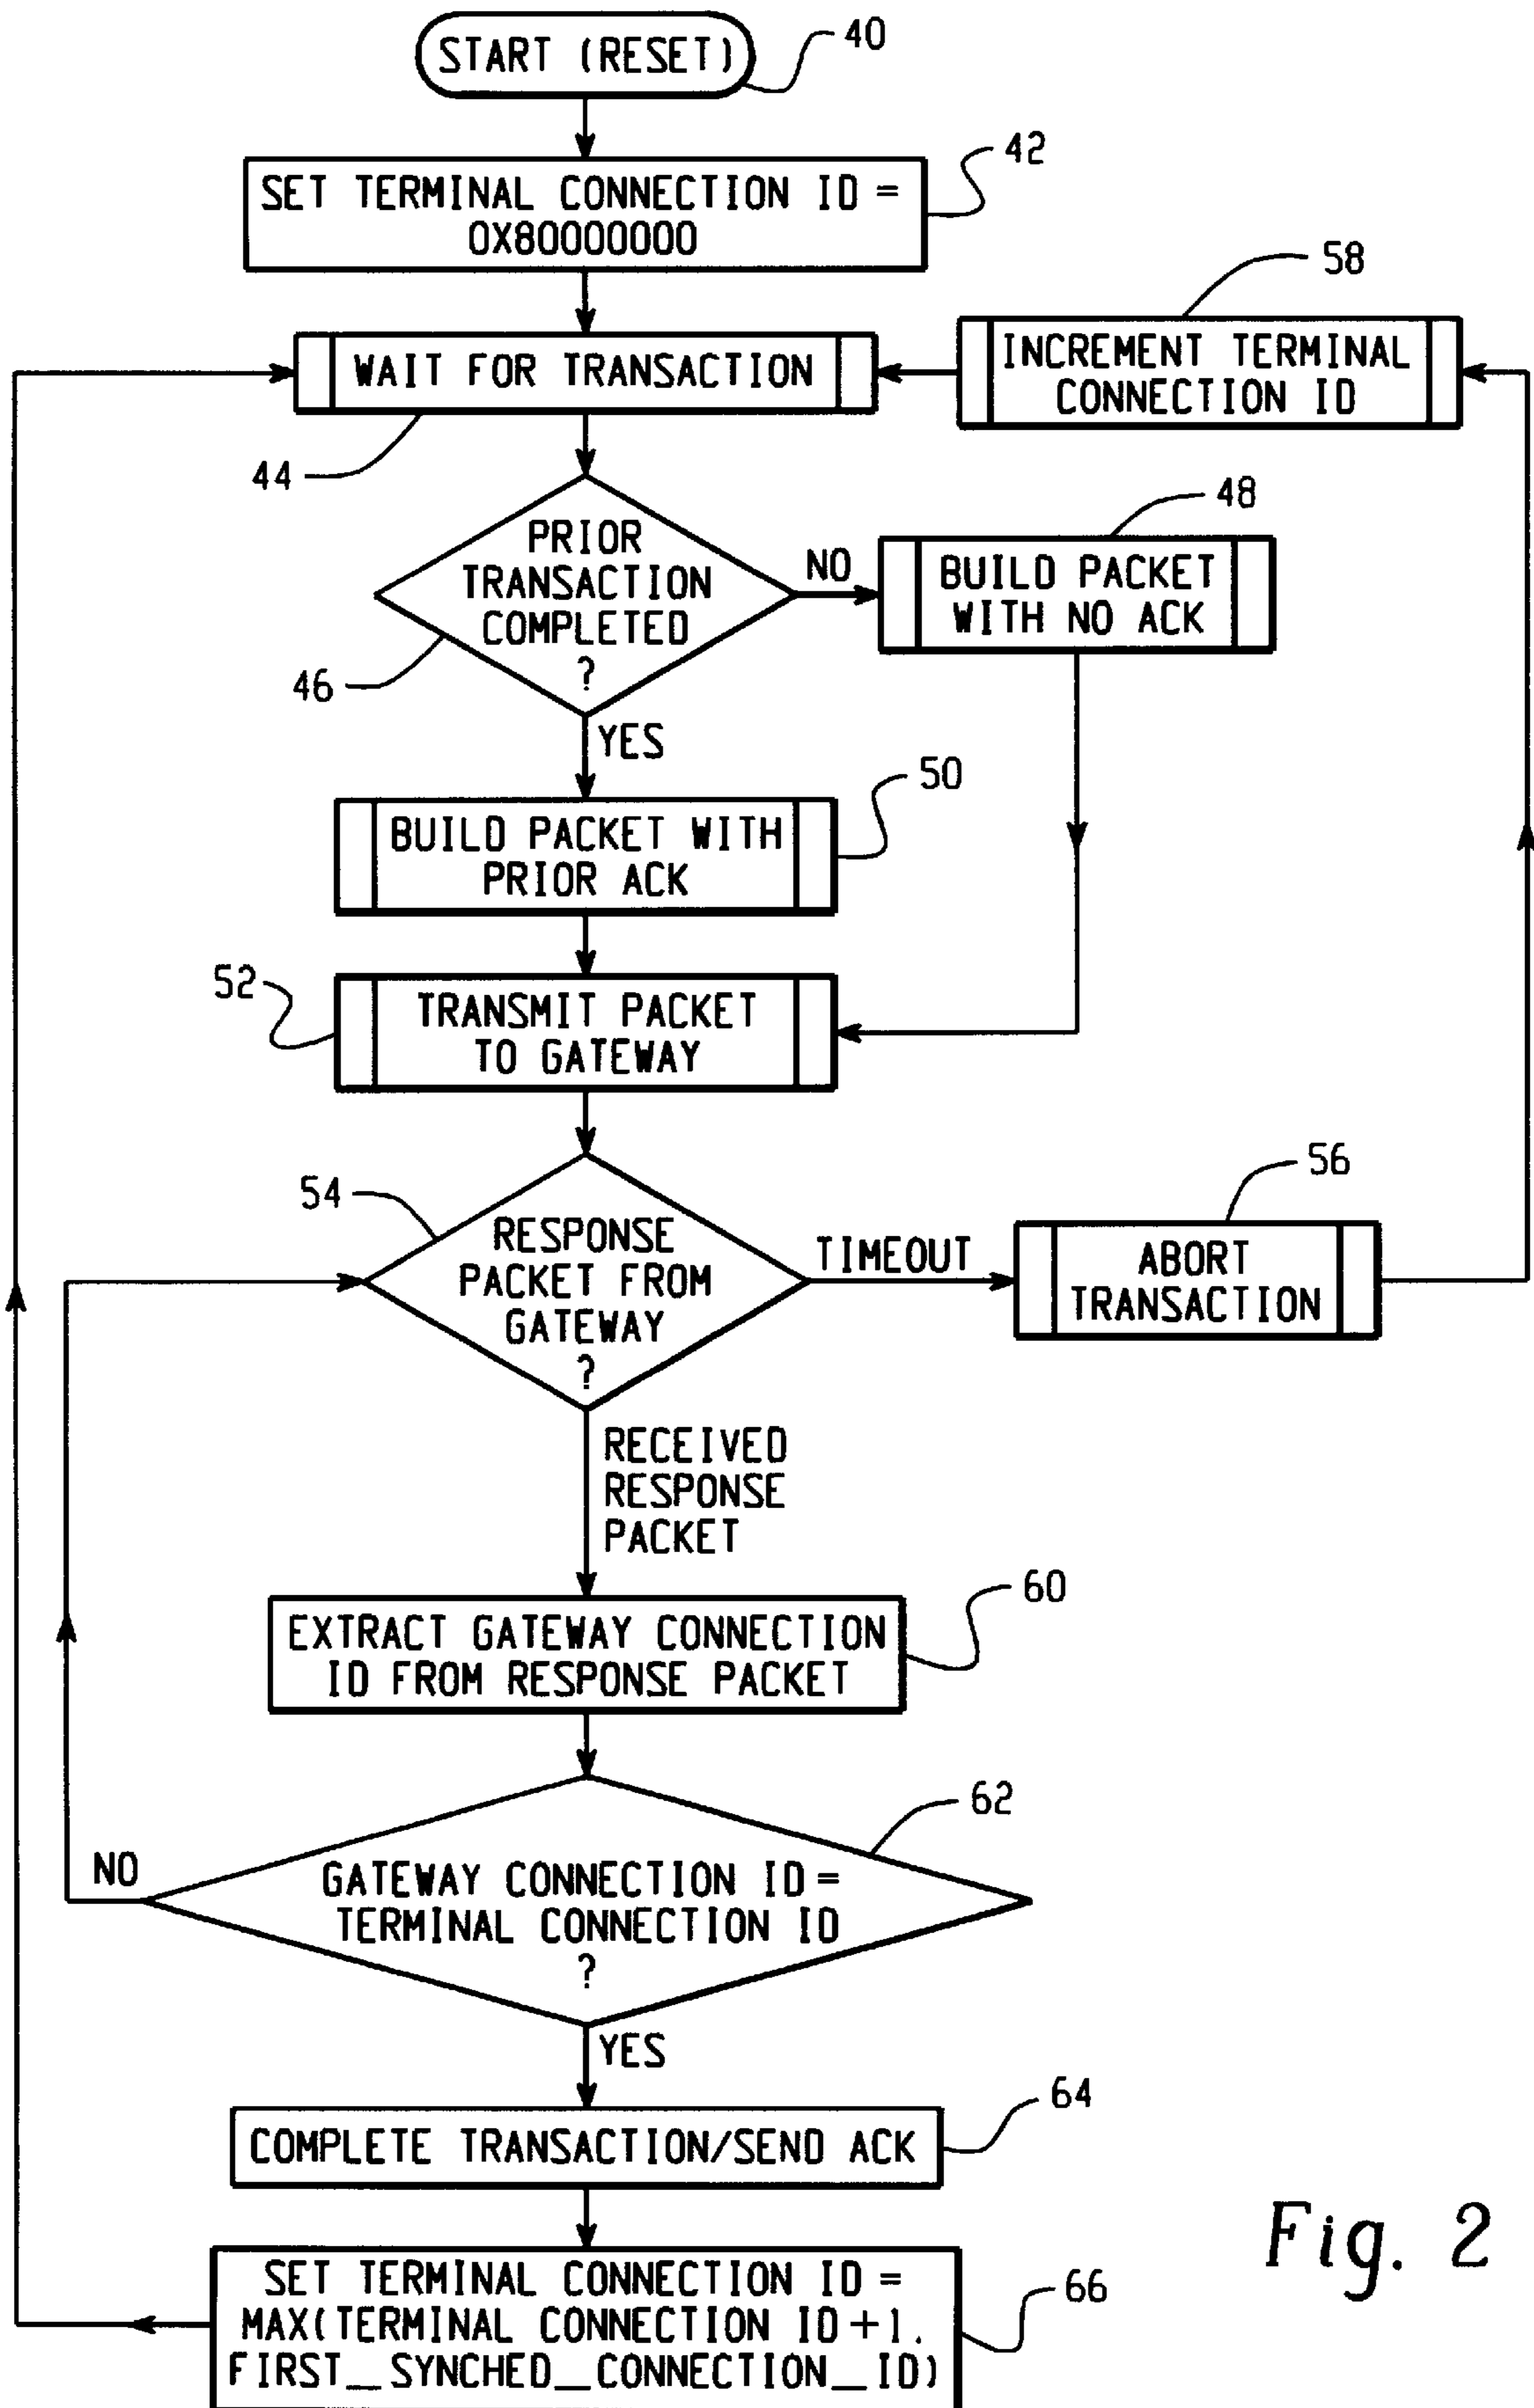 START (RESET)
40
42
SET TERMINAL CONNECTION ID =
0X80000000
58
WAIT FOR TRANSACTION
INCREMENT TERMINAL
CONNECTION ID
44
48
PRIOR
TRANSACTION
COMPLETED
?
NO
BUILD PACKET
WITH NO ACK
46
YES
50
BUILD PACKET WITH
PRIOR ACK
52
TRANSMIT PACKET
TO GATEWAY
54
56
RESPONSE
PACKET FROM
GATEWAY
?
TIMEOUT
ABORT
TRANSACTION
RECEIVED
RESPONSE
PACKET
60
EXTRACT GATEWAY CONNECTION
ID FROM RESPONSE PACKET
62
NO
GATEWAY CONNECTION ID =
TERMINAL CONNECTION ID
?
YES
64
COMPLETE TRANSACTION/SEND ACK
66
SET TERMINAL CONNECTION ID =
MAX(TERMINAL CONNECTION ID+1,
FIRST_SYNCHED_CONNECTION_ID)
Fig. 2